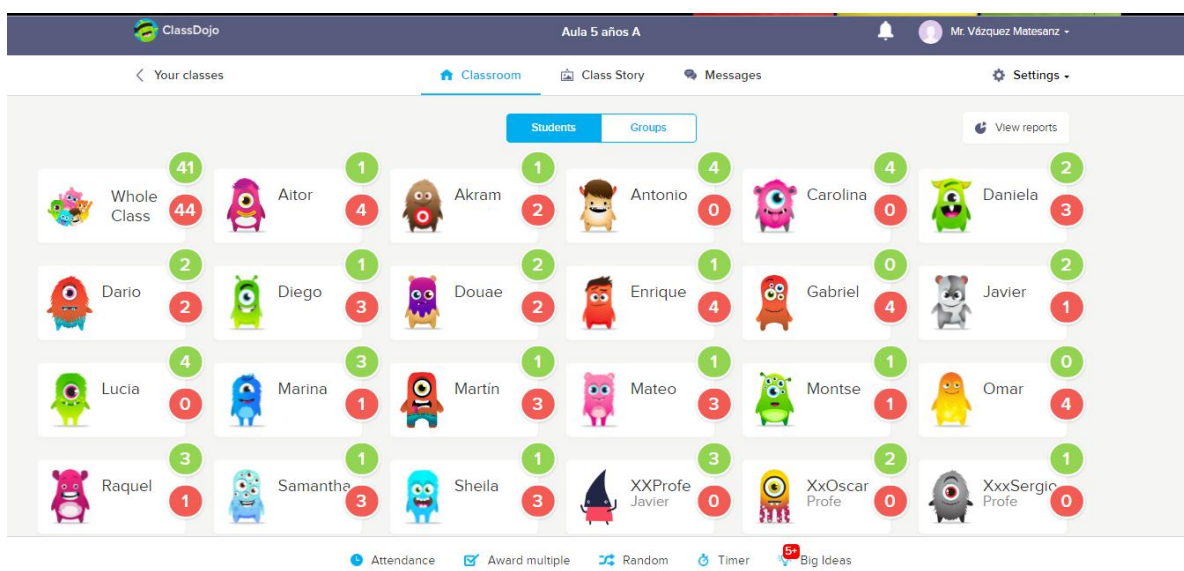 ClassDojo
Aula 5 años A
Mr. Vázquez Matesanz
Your classes
Classroom
Class Story
Messages
Settings
Students
Groups
View reports
Whole Class 41 44
Aitor 1 4
Akram 1 2
Antonio 4 0
Carolina 4 0
Daniela 2 3
Dario 2 2
Diego 1 3
Douae 2 2
Enrique 1 4
Gabriel 0 4
Javier 2 1
Lucia 4 0
Marina 3 1
Martín 1 3
Mateo 1 3
Montse 1 1
Omar 0 4
Raquel 3 1
Samantha 1 3
Sheila 1 3
XXProfe Javier 3 0
XxOscar Profe 2 0
XxxSergio Profe 1 0
Attendance
Award multiple
Random
Timer
5+
Big Ideas